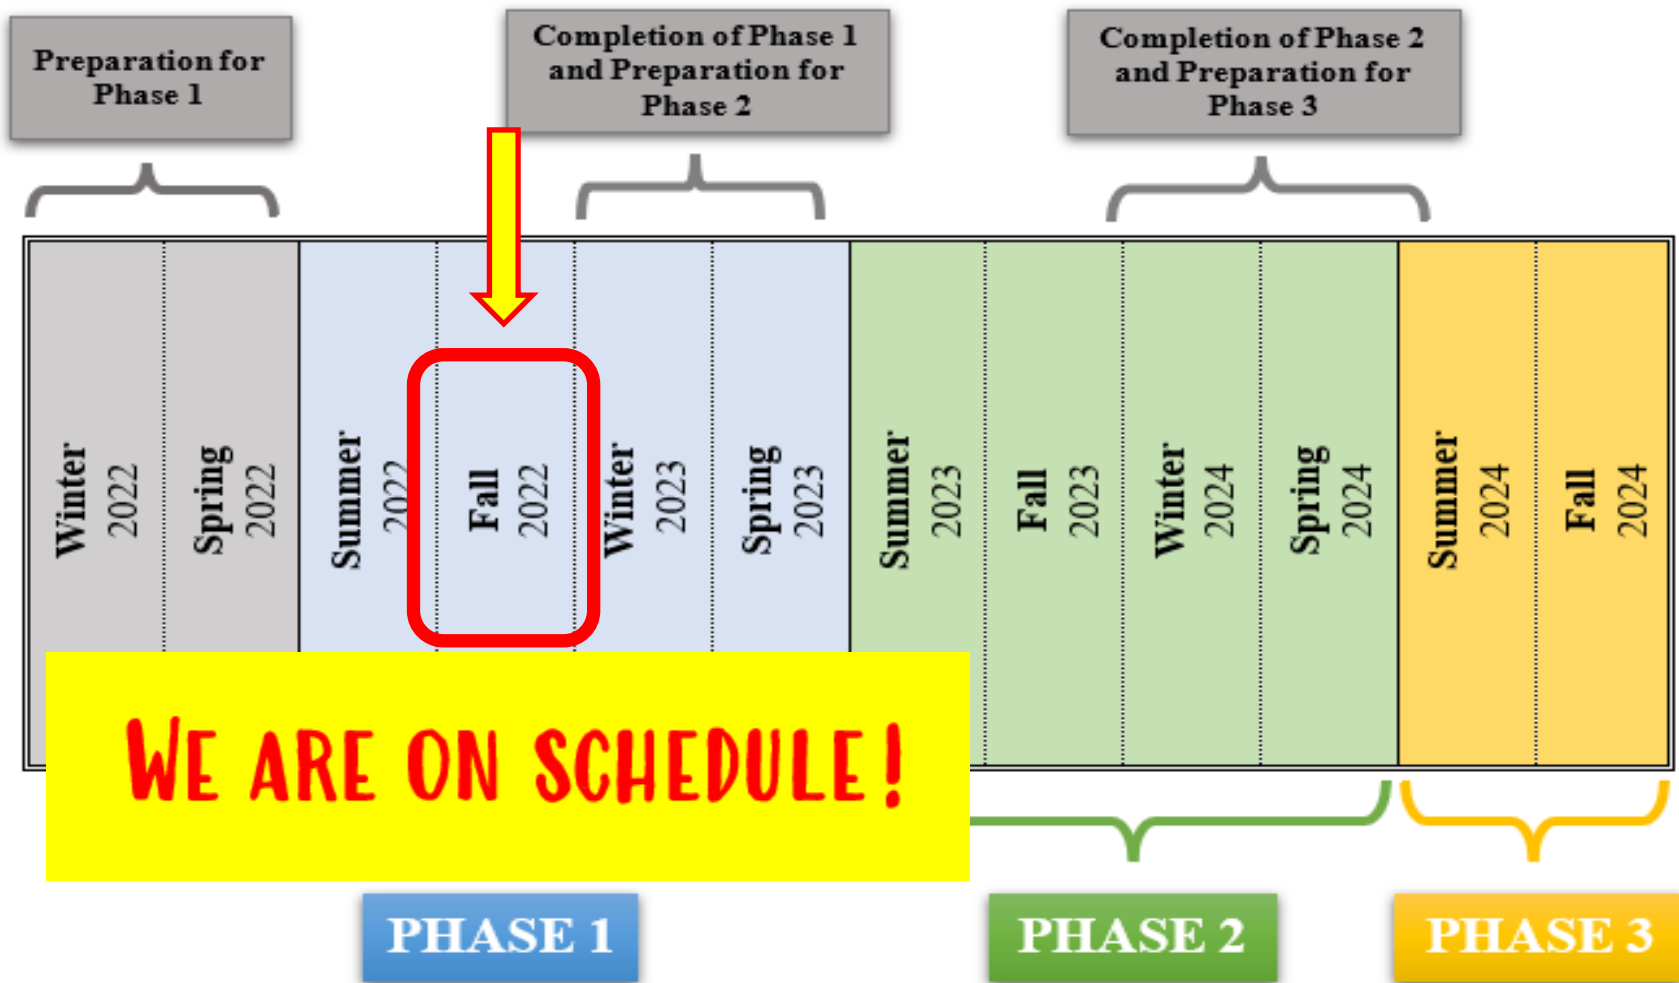 Preparation for
Phase 1
Completion of Phase 1
and Preparation for
Phase 2
Completion of Phase 2
and Preparation for
Phase 3
Winter
2022
Spring
2022
Summer
2022
Fall
2022
Winter
2023
Spring
2023
Summer
2023
Fall
2023
Winter
2024
Spring
2024
Summer
2024
Fall
2024
WE ARE ON SCHEDULE!
PHASE 1
PHASE 2
PHASE 3